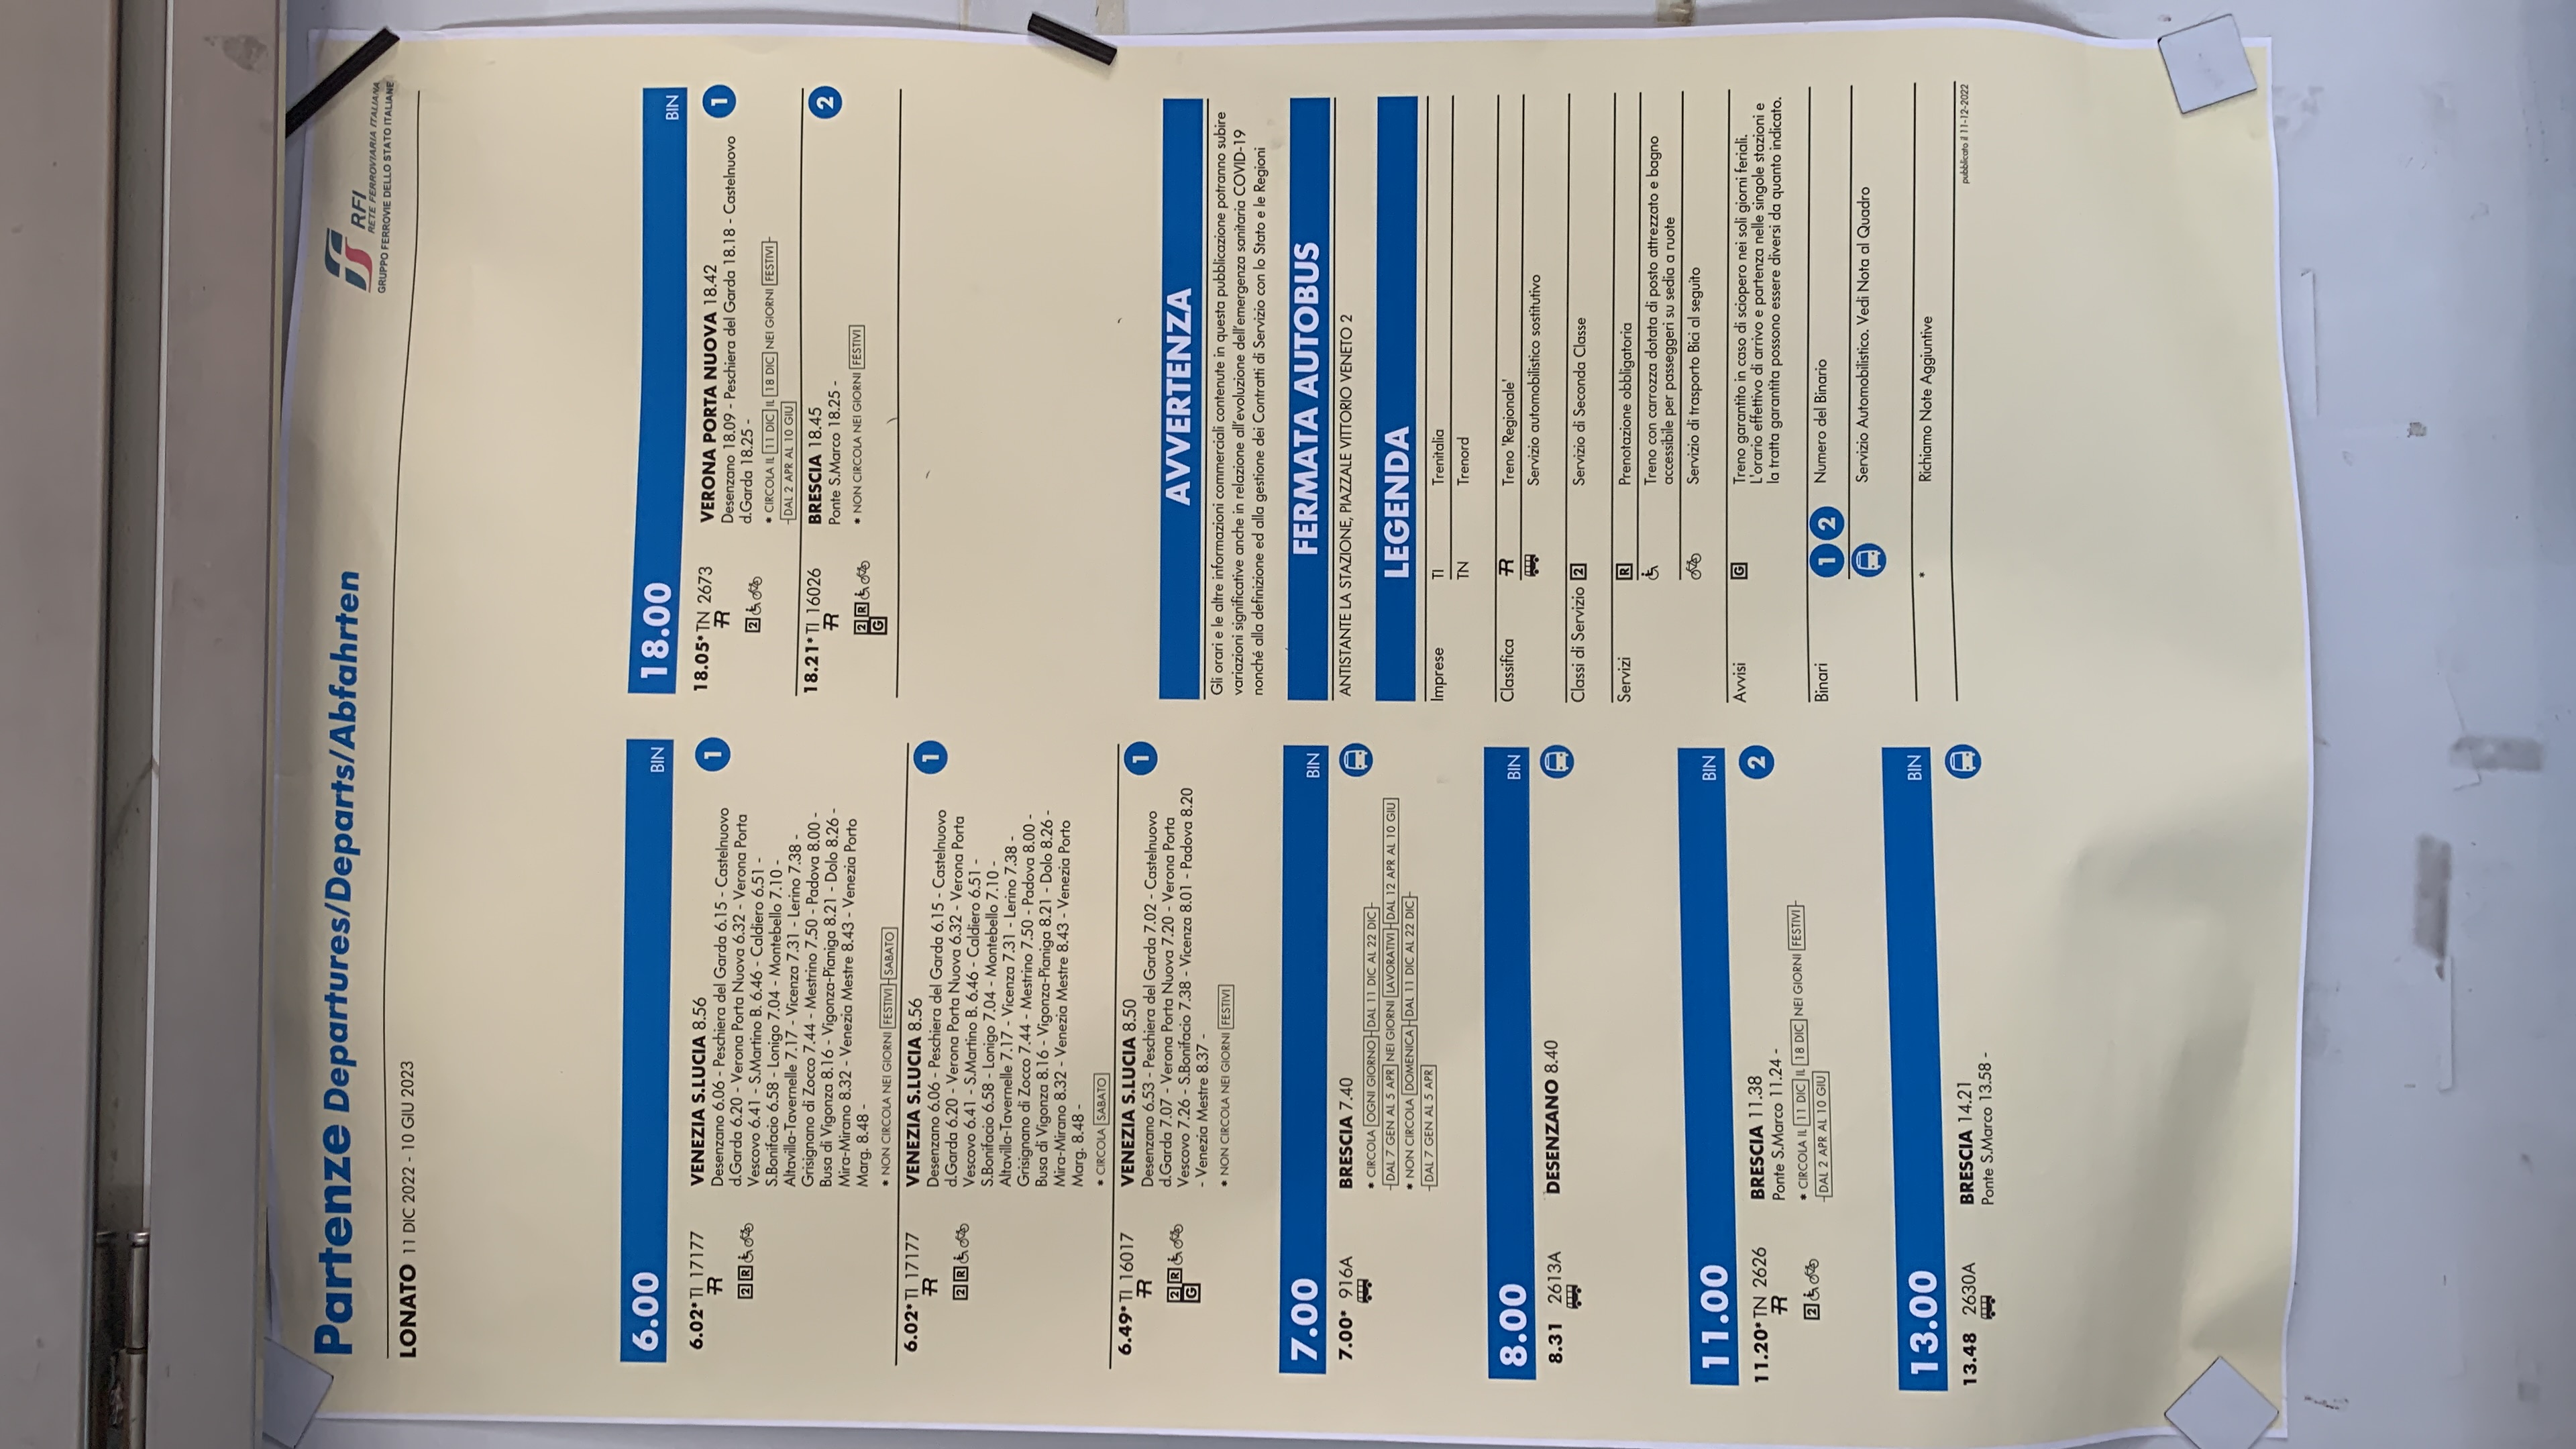 Partenze Departures/Departs/Abfahrten
RFI
RETE FERROVIARIA ITALIANA
GRUPPO FERROVIE DELLO STATO ITALIANE
LONATO 11 DIC 2022 - 10 GIU 2023
6.00 BIN
6.02* TI 17177 VENEZIA S.LUCIA 8.56 1
R
Desenzano 6.06 - Peschiera del Garda 6.15 - Castelnuovo
2 R d.Garda 6.20 - Verona Porta Nuova 6.32 - Verona Porta
Vescovo 6.41 - S.Martino B. 6.46 - Caldiero 6.51 -
S.Bonifacio 6.58 - Lonigo 7.04 - Montebello 7.10 -
Altavilla-Tavernelle 7.17 - Vicenza 7.31 - Lerino 7.38 -
Grisignano di Zocco 7.44 - Mestrino 7.50 - Padova 8.00 -
Busa di Vigonza 8.16 - Vigonza-Pianiga 8.21 - Dolo 8.26 -
Mira-Mirano 8.32 - Venezia Mestre 8.43 - Venezia Porto
Marg. 8.48 -
* NON CIRCOLA NEI GIORNI FESTIVI SABATO
6.02* TI 17177 VENEZIA S.LUCIA 8.56 1
R
Desenzano 6.06 - Peschiera del Garda 6.15 - Castelnuovo
2 R d.Garda 6.20 - Verona Porta Nuova 6.32 - Verona Porta
Vescovo 6.41 - S.Martino B. 6.46 - Caldiero 6.51 -
S.Bonifacio 6.58 - Lonigo 7.04 - Montebello 7.10 -
Altavilla-Tavernelle 7.17 - Vicenza 7.31 - Lerino 7.38 -
Grisignano di Zocco 7.44 - Mestrino 7.50 - Padova 8.00 -
Busa di Vigonza 8.16 - Vigonza-Pianiga 8.21 - Dolo 8.26 -
Mira-Mirano 8.32 - Venezia Mestre 8.43 - Venezia Porto
Marg. 8.48 -
* CIRCOLA SABATO
6.49* TI 16017 VENEZIA S.LUCIA 8.50 1
R
Desenzano 6.53 - Peschiera del Garda 7.02 - Castelnuovo
2 R d.Garda 7.07 - Verona Porta Nuova 7.20 - Verona Porta
G Vescovo 7.26 - S.Bonifacio 7.38 - Vicenza 8.01 - Padova 8.20
- Venezia Mestre 8.37 -
* NON CIRCOLA NEI GIORNI FESTIVI
7.00 BIN
7.00* 916A BRESCIA 7.40
* CIRCOLA OGNI GIORNO DAL 11 DIC AL 22 DIC
DAL 7 GEN AL 5 APR NEI GIORNI LAVORATIVI DAL 12 APR AL 10 GIU
* NON CIRCOLA DOMENICA DAL 11 DIC AL 22 DIC
DAL 7 GEN AL 5 APR
8.00 BIN
8.31 2613A DESENZANO 8.40
11.00 BIN
11.20* TN 2626 BRESCIA 11.38 2
R Ponte S.Marco 11.24 -
2 * CIRCOLA IL 11 DIC IL 18 DIC NEI GIORNI FESTIVI
DAL 2 APR AL 10 GIU
13.00 BIN
13.48 2630A BRESCIA 14.21
Ponte S.Marco 13.58 -
18.00 BIN
18.05* TN 2673 VERONA PORTA NUOVA 18.42 1
R Desenzano 18.09 - Peschiera del Garda 18.18 - Castelnuovo
2 d.Garda 18.25 -
* CIRCOLA IL 11 DIC IL 18 DIC NEI GIORNI FESTIVI
DAL 2 APR AL 10 GIU
18.21* TI 16026 BRESCIA 18.45 2
R Ponte S.Marco 18.25 -
2 R * NON CIRCOLA NEI GIORNI FESTIVI
G
AVVERTENZA
Gli orari e le altre informazioni commerciali contenute in questa pubblicazione potranno subire
variazioni significative anche in relazione all'evoluzione dell'emergenza sanitaria COVID-19
nonché alla definizione ed alla gestione dei Contratti di Servizio con lo Stato e le Regioni
FERMATA AUTOBUS
ANTISTANTE LA STAZIONE, PIAZZALE VITTORIO VENETO 2
LEGENDA
Imprese TI Trenitalia
TN Trenord
Classifica R Treno 'Regionale'
Servizio automobilistico sostitutivo
Classi di Servizio 2 Servizio di Seconda Classe
Servizi R Prenotazione obbligatoria
Treno con carrozza dotata di posto attrezzato e bagno
accessibile per passeggeri su sedia a ruote
Servizio di trasporto Bici al seguito
Avvisi G Treno garantito in caso di sciopero nei soli giorni feriali.
L'orario effettivo di arrivo e partenza nelle singole stazioni e
la tratta garantita possono essere diversi da quanto indicato.
Binari 1 2 Numero del Binario
Servizio Automobilistico. Vedi Nota al Quadro
* Richiamo Note Aggiuntive
pubblicato il 11-12-2022